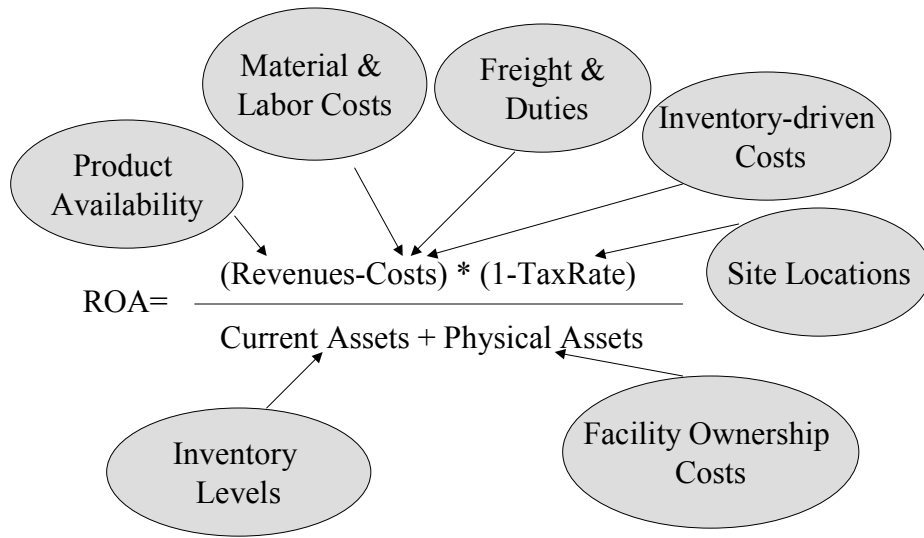 Material &
Labor Costs
Freight &
Duties
Inventory-driven
Costs
Product
Availability
(Revenues-Costs) * (1-TaxRate)
ROA=
Current Assets + Physical Assets
Site Locations
Inventory
Levels
Facility Ownership
Costs